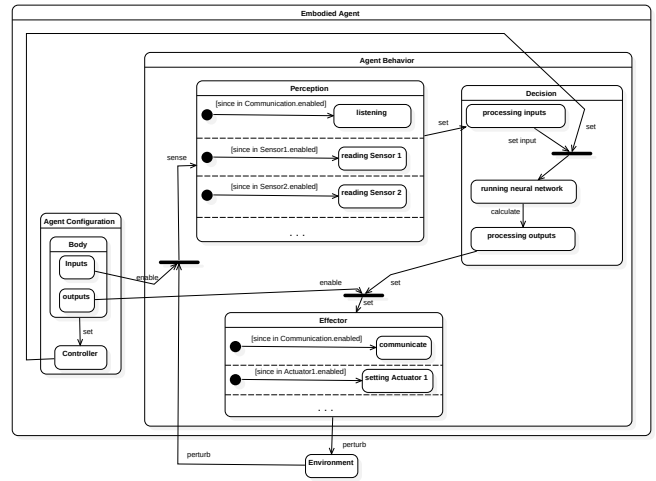 Embodied Agent
Agent Behavior
Perception
[since in Communication.enabled]
listening
[since in Sensor1.enabled]
reading Sensor 1
[since in Sensor2.enabled]
reading Sensor 2
. . .
Decision
processing inputs
set
set input
set
running neural network
calculate
processing outputs
sense
Agent Configuration
Body
Inputs
outputs
enable
set
Controller
enable
set
set
Effector
[since in Communication.enabled]
communicate
[since in Actuator1.enabled]
setting Actuator 1
. . .
perturb
perturb
Environment